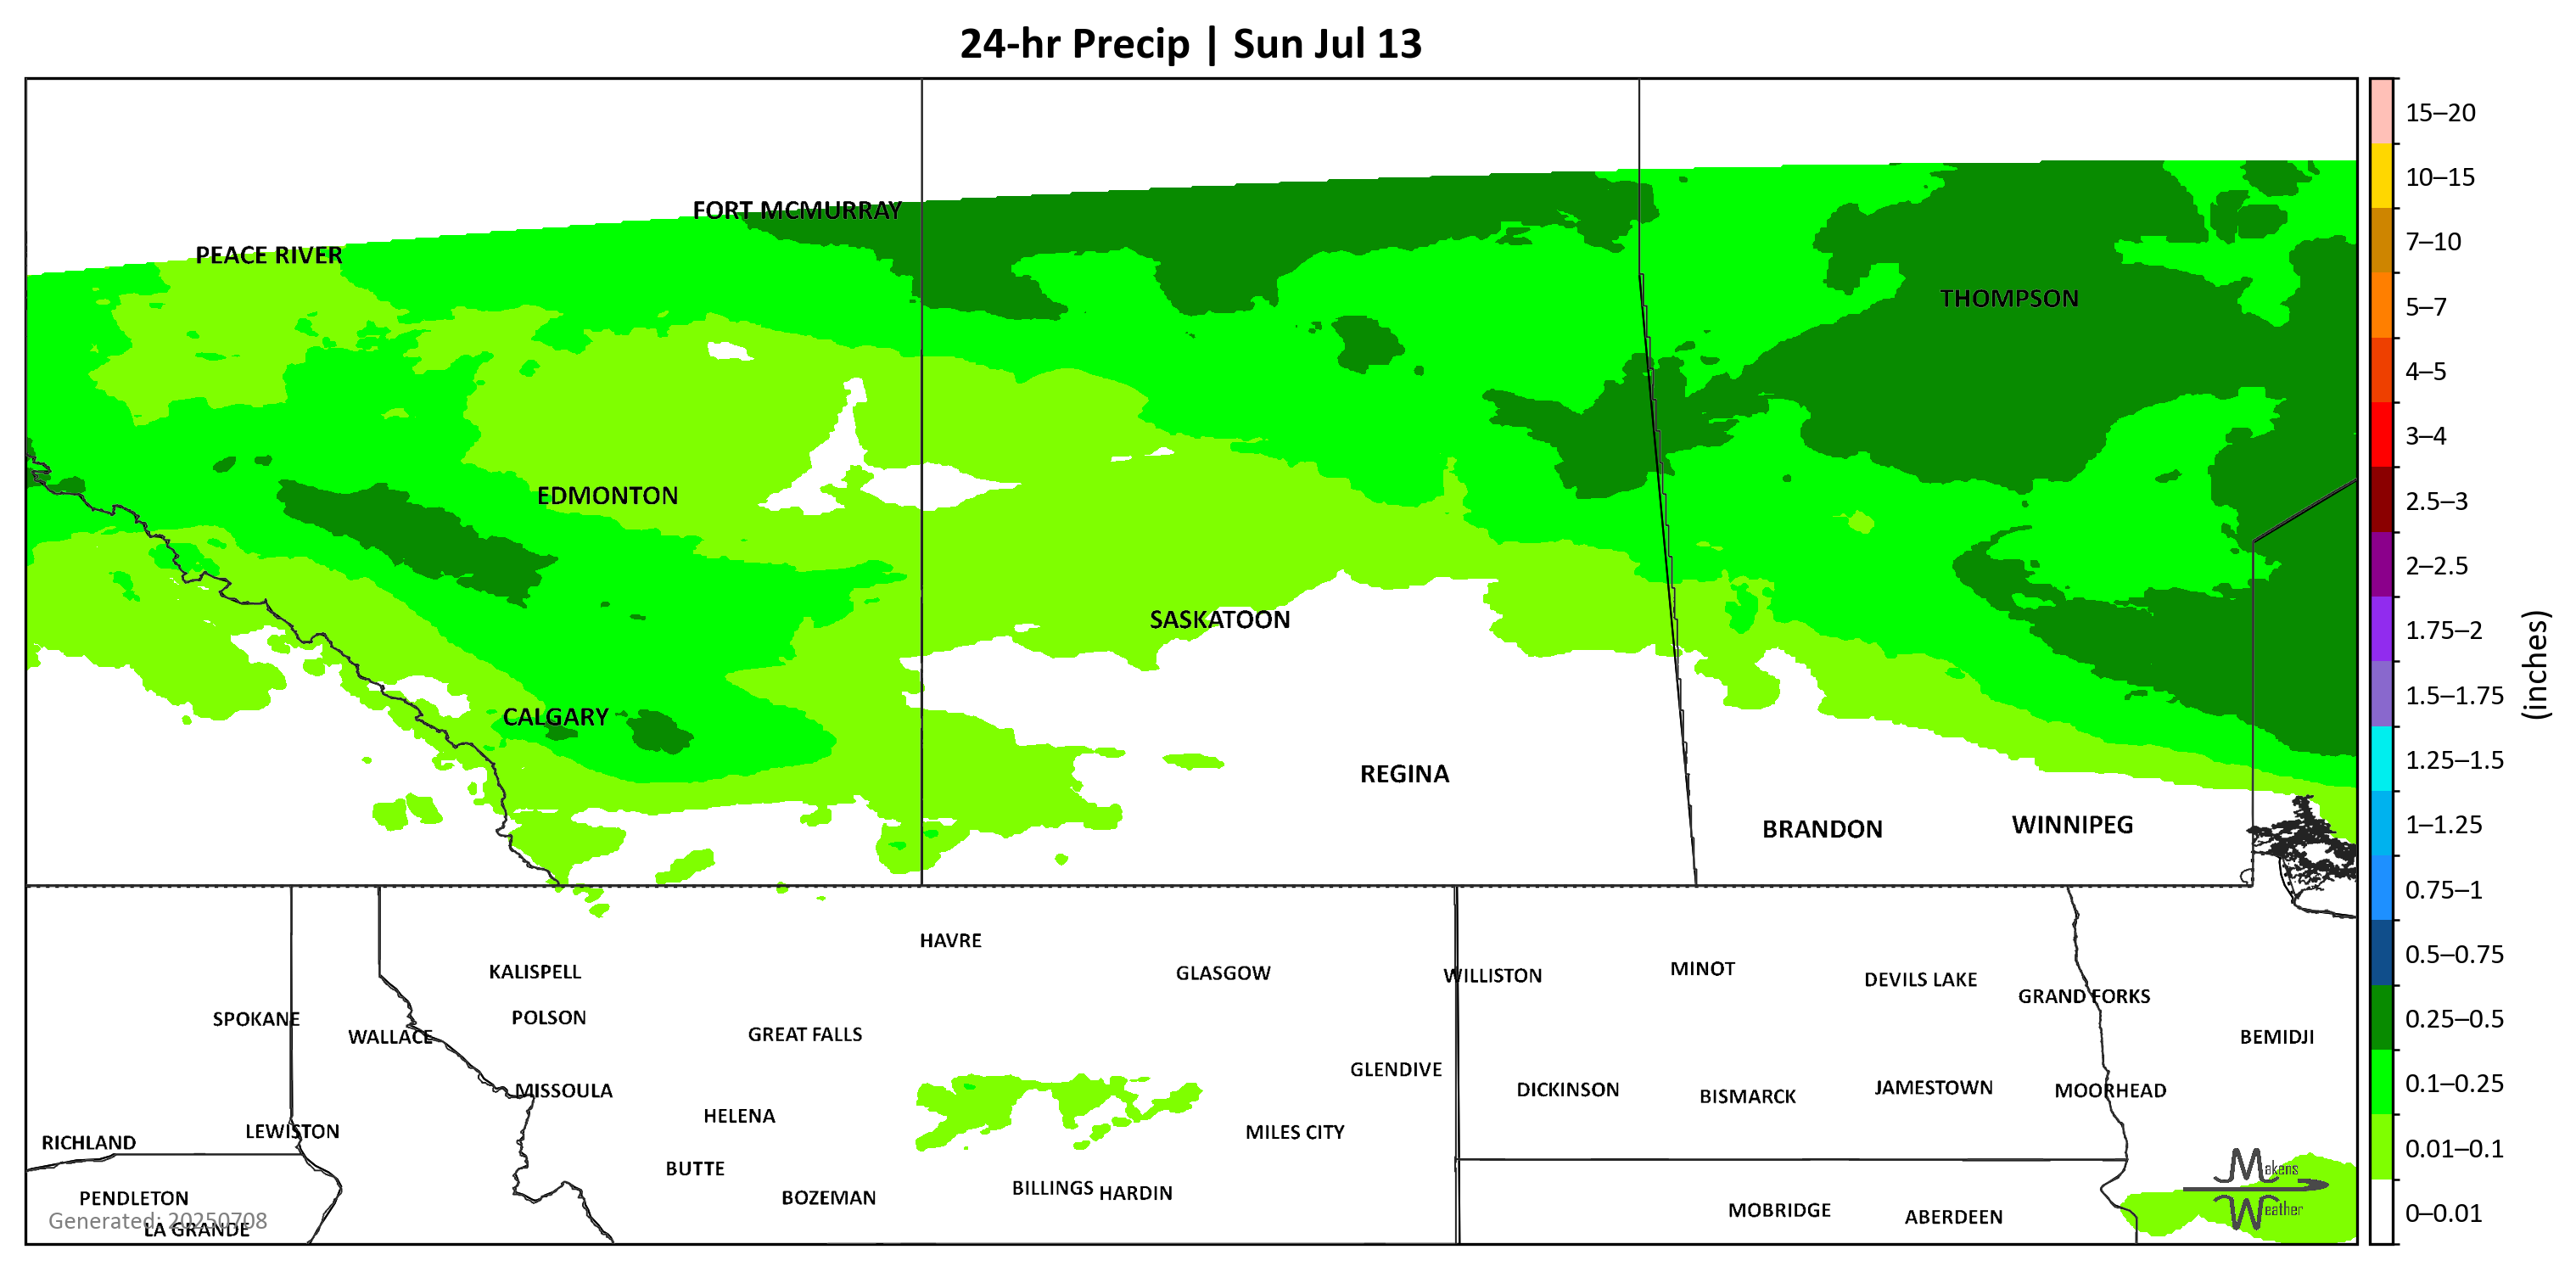 24-hr Precip | Sun Jul 13
FORT MCMURRAY
PEACE RIVER
THOMPSON
EDMONTON
SASKATOON
CALGARY
REGINA
BRANDON
WINNIPEG
HAVRE
KALISPELL
GLASGOW
WILLISTON
MINOT
DEVILS LAKE
GRAND FORKS
SPOKANE
POLSON
WALLACE
GREAT FALLS
BEMIDJI
GLENDIVE
MISSOULA
DICKINSON
BISMARCK
JAMESTOWN
MOORHEAD
HELENA
LEWISTON
RICHLAND
MILES CITY
BUTTE
BOZEMAN
BILLINGS
HARDIN
PENDLETON
MOBRIDGE
ABERDEEN
Generated: 20250708
LA GRANDE
Makens
Weather
15–20
10–15
7–10
5–7
4–5
3–4
2.5–3
2–2.5
1.75–2
1.5–1.75
1.25–1.5
1–1.25
0.75–1
0.5–0.75
0.25–0.5
0.1–0.25
0.01–0.1
0–0.01
(inches)